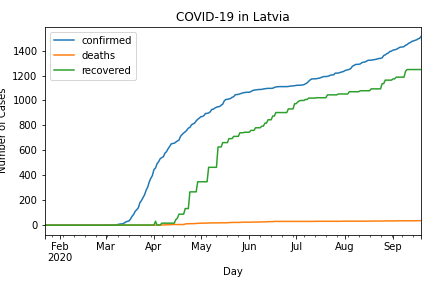 COVID-19 in Latvia
confirmed
deaths
recovered
Number of Cases
1400
1200
1000
800
600
400
200
0
Feb Mar Apr May Jun Jul Aug Sep
2020
Day